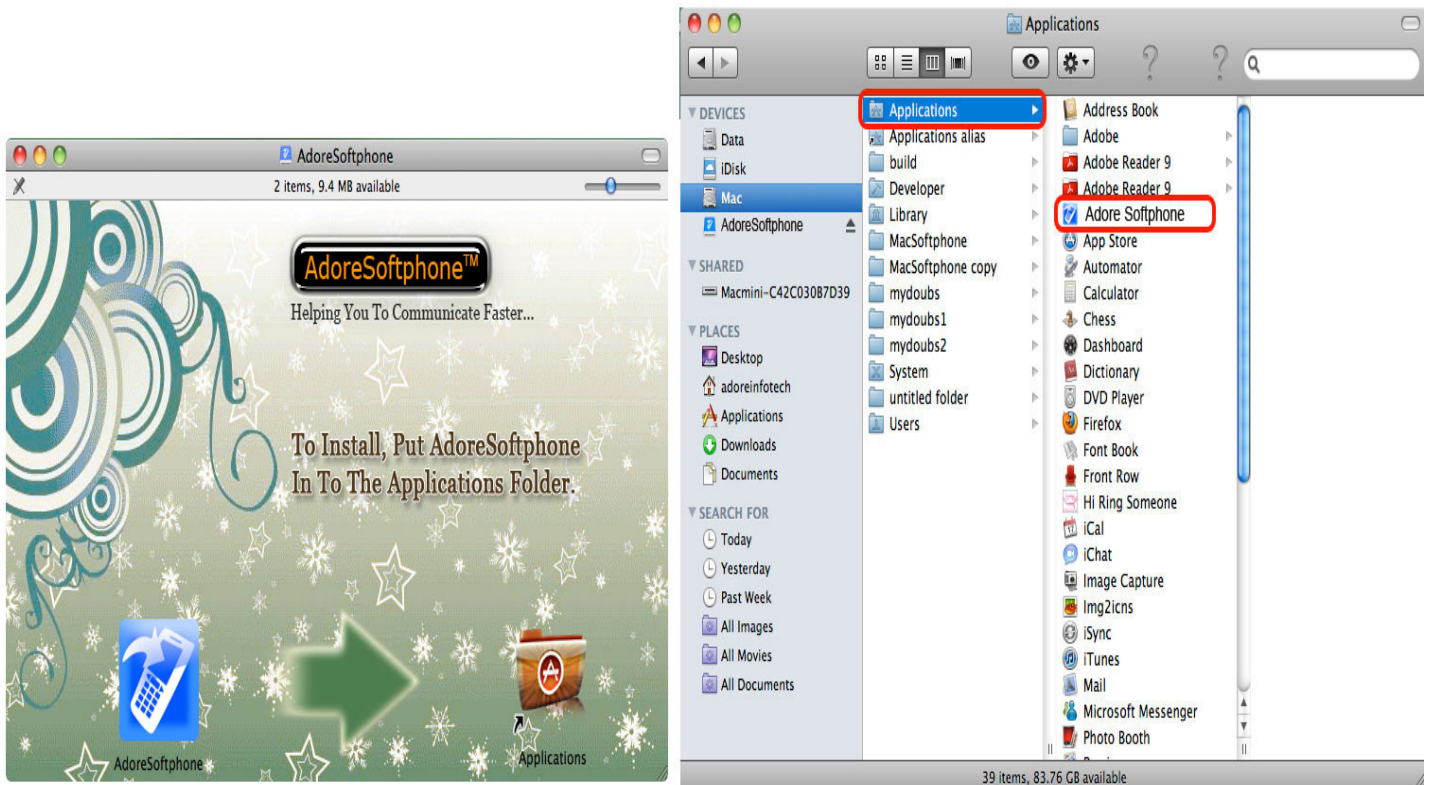 AdoreSoftphone
2 items, 9.4 MB available
AdoreSoftphone™
Helping You To Communicate Faster...
To Install, Put AdoreSoftphone
In To The Applications Folder.
AdoreSoftphone
Applications
Applications
DEVICES
Data
iDisk
Mac
AdoreSoftphone
SHARED
Macmini-C42C030B7D39
PLACES
Desktop
adoreinfotech
Applications
Downloads
Documents
SEARCH FOR
Today
Yesterday
Past Week
All Images
All Movies
All Documents
Applications
Applications alias
build
Developer
Library
MacSoftphone
MacSoftphone copy
mydoubs
mydoubs1
mydoubs2
System
untitled folder
Users
Address Book
Adobe
Adobe Reader 9
Adobe Reader 9
Adore Softphone
App Store
Automator
Calculator
Chess
Dashboard
Dictionary
DVD Player
Firefox
Font Book
Front Row
Hi Ring Someone
iCal
iChat
Image Capture
Img2icns
iSync
iTunes
Mail
Microsoft Messenger
Photo Booth
39 items, 83.76 GB available